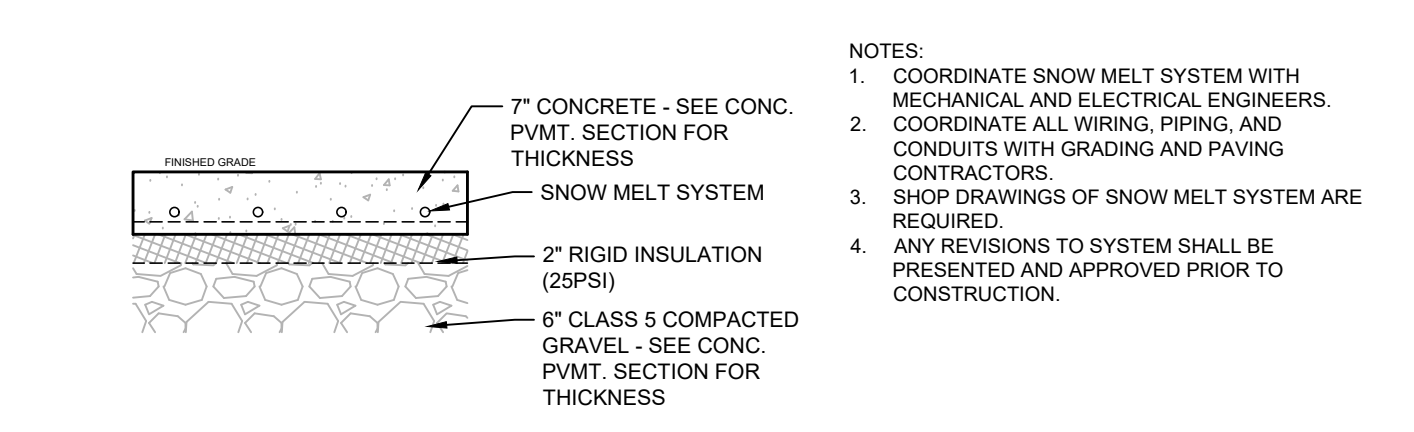 FINISHED GRADE
7" CONCRETE - SEE CONC.
PVMT. SECTION FOR
THICKNESS
SNOW MELT SYSTEM
2" RIGID INSULATION
(25PSI)
6" CLASS 5 COMPACTED
GRAVEL - SEE CONC.
PVMT. SECTION FOR
THICKNESS
NOTES:
1. COORDINATE SNOW MELT SYSTEM WITH
MECHANICAL AND ELECTRICAL ENGINEERS.
2. COORDINATE ALL WIRING, PIPING, AND
CONDUITS WITH GRADING AND PAVING
CONTRACTORS.
3. SHOP DRAWINGS OF SNOW MELT SYSTEM ARE
REQUIRED.
4. ANY REVISIONS TO SYSTEM SHALL BE
PRESENTED AND APPROVED PRIOR TO
CONSTRUCTION.